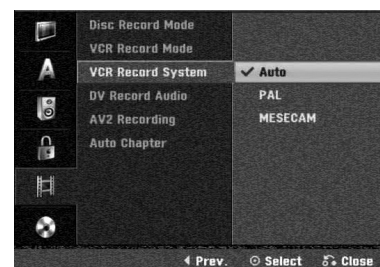 Disc Record Mode
VCR Record Mode
VCR Record System
✓ Auto
DV Record Audio
PAL
AV2 Recording
MESECAM
Auto Chapter
A
◀ Prev. ⊙ Select Close